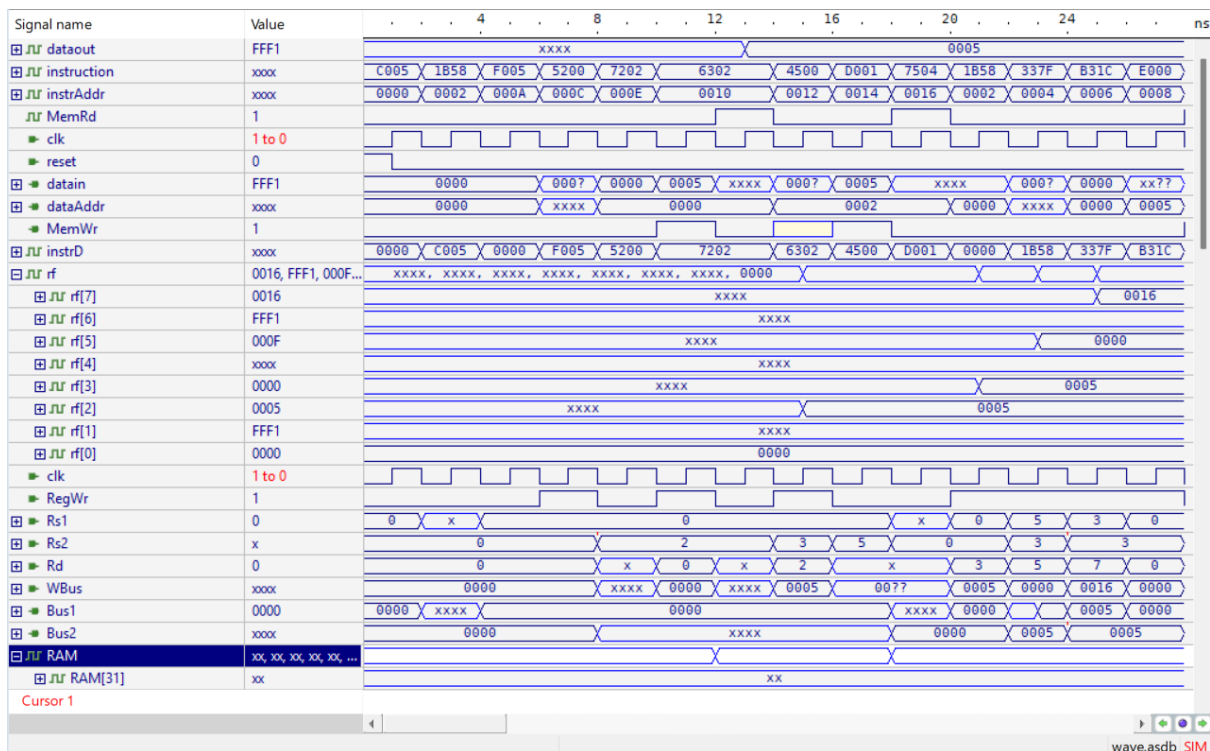 Signal name Value 4 8 12 16 20 24 ns
dataout FFF1 xxxx 0005
instruction xxxx C005 1B58 F005 5200 7202 6302 4500 D001 7504 1B58 337F B31C E000
instrAddr xxxx 0000 0002 000A 000C 000E 0010 0012 0014 0016 0002 0004 0006 0008
MemRd 1
clk 1 to 0
reset 0
datain FFF1 0000 000? 0000 0005 xxxx 000? 0005 xxxx 000? 0000 xx??
dataAddr xxxx 0000 xxxx 0000 0002 0000 xxxx 0000 0005
MemWr 1
instrD xxxx 0000 C005 0000 F005 5200 7202 6302 4500 D001 0000 1B58 337F B31C
rf 0016, FFF1, 000F... xxxx, xxxx, xxxx, xxxx, xxxx, xxxx, xxxx, 0000
rf[7] 0016 xxxx 0016
rf[6] FFF1 xxxx
rf[5] 000F xxxx 0000
rf[4] xxxx xxxx
rf[3] 0000 xxxx 0005
rf[2] 0005 xxxx 0005
rf[1] FFF1 xxxx
rf[0] 0000 0000
clk 1 to 0
RegWr 1
Rs1 0 0 x 0 x 0 5 3 0
Rs2 x 0 2 3 5 0 3 3
Rd 0 0 x 0 x 2 x 3 5 7 0
WBus xxxx 0000 xxxx 0000 xxxx 0005 00?? 0005 0000 0016 0000
Bus1 0000 0000 xxxx 0000 xxxx 0000 0005 0000
Bus2 xxxx 0000 xxxx 0000 0005 0005
RAM xx, xx, xx, xx, xx, ...
RAM[31] xx xx
Cursor 1
wave.asdb SIM